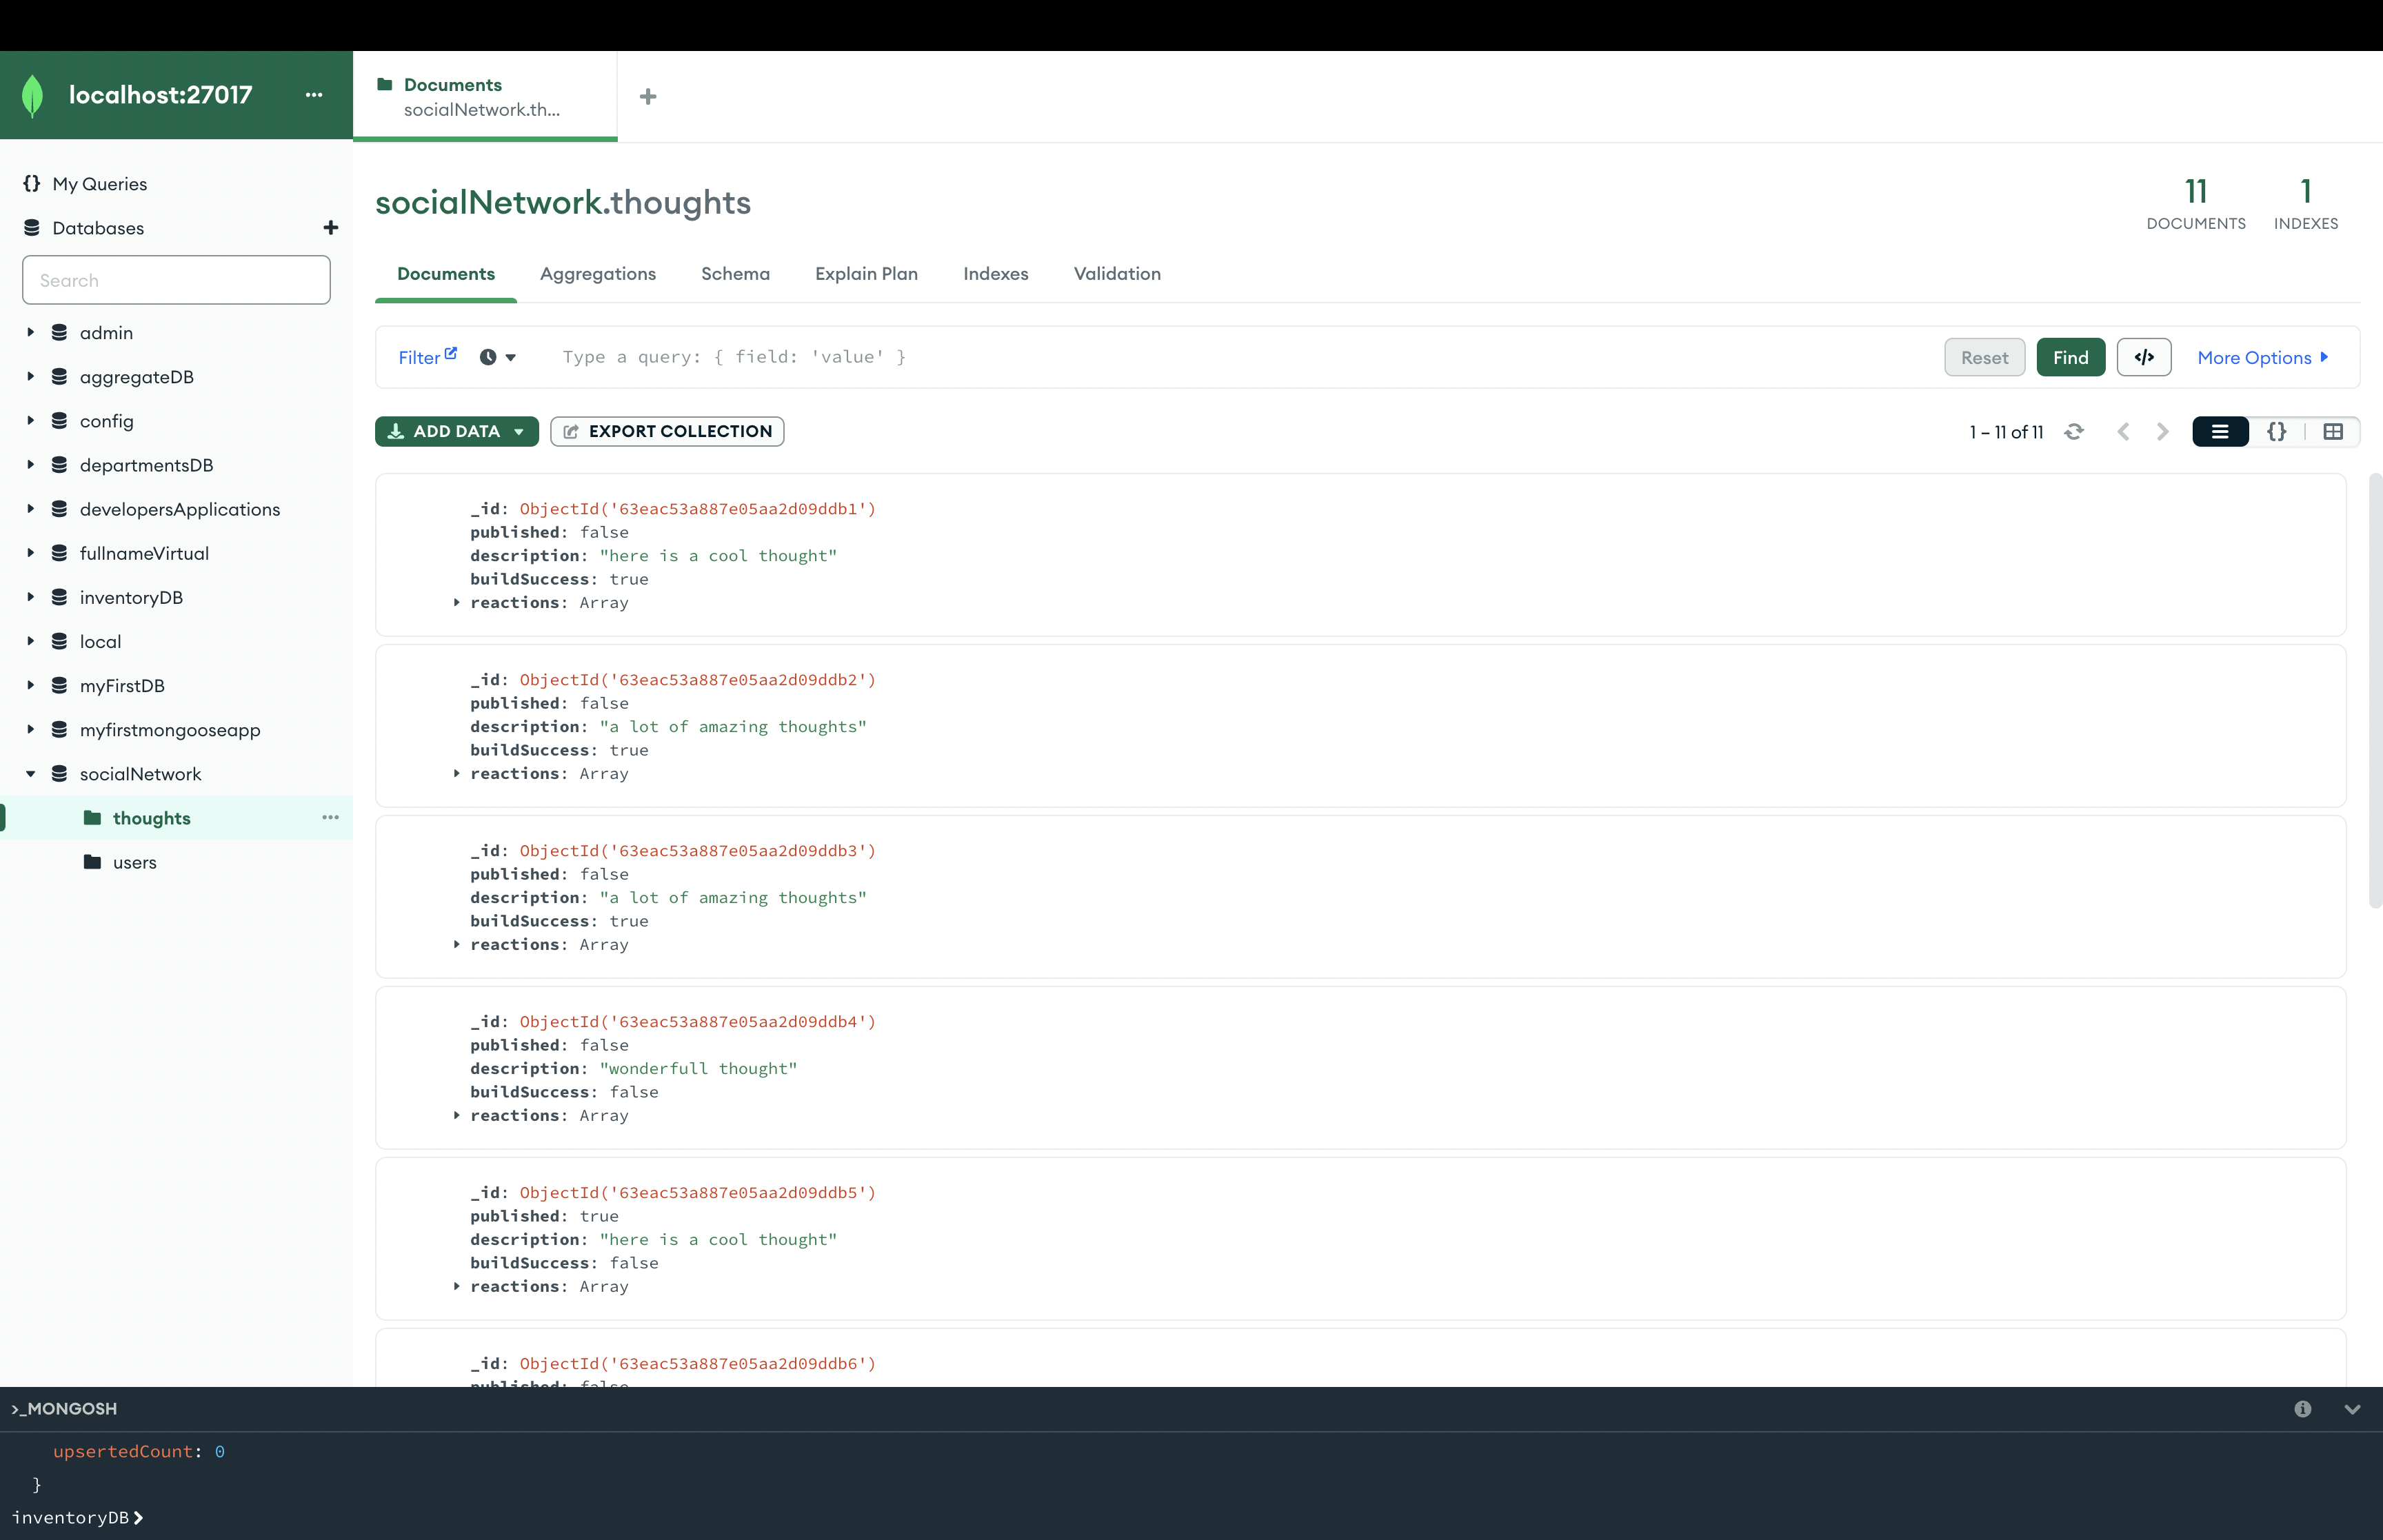 localhost:27017
Documents
socialNetwork.th...
My Queries
Databases
Search
admin
aggregateDB
config
departmentsDB
developersApplications
fullnameVirtual
inventoryDB
local
myFirstDB
myfirstmongooseapp
socialNetwork
thoughts
users
socialNetwork.thoughts
11
DOCUMENTS
1
INDEXES
Documents Aggregations Schema Explain Plan Indexes Validation
Filter Type a query: { field: 'value' } Reset Find </> More Options
ADD DATA EXPORT COLLECTION 1 – 11 of 11 {}
_id: ObjectId('63eac53a887e05aa2d09ddb1')
published: false
description: "here is a cool thought"
buildSuccess: true
reactions: Array
_id: ObjectId('63eac53a887e05aa2d09ddb2')
published: false
description: "a lot of amazing thoughts"
buildSuccess: true
reactions: Array
_id: ObjectId('63eac53a887e05aa2d09ddb3')
published: false
description: "a lot of amazing thoughts"
buildSuccess: true
reactions: Array
_id: ObjectId('63eac53a887e05aa2d09ddb4')
published: false
description: "wonderfull thought"
buildSuccess: false
reactions: Array
_id: ObjectId('63eac53a887e05aa2d09ddb5')
published: true
description: "here is a cool thought"
buildSuccess: false
reactions: Array
_id: ObjectId('63eac53a887e05aa2d09ddb6')
published: false
>_MONGOSH
upsertedCount: 0
}
inventoryDB>